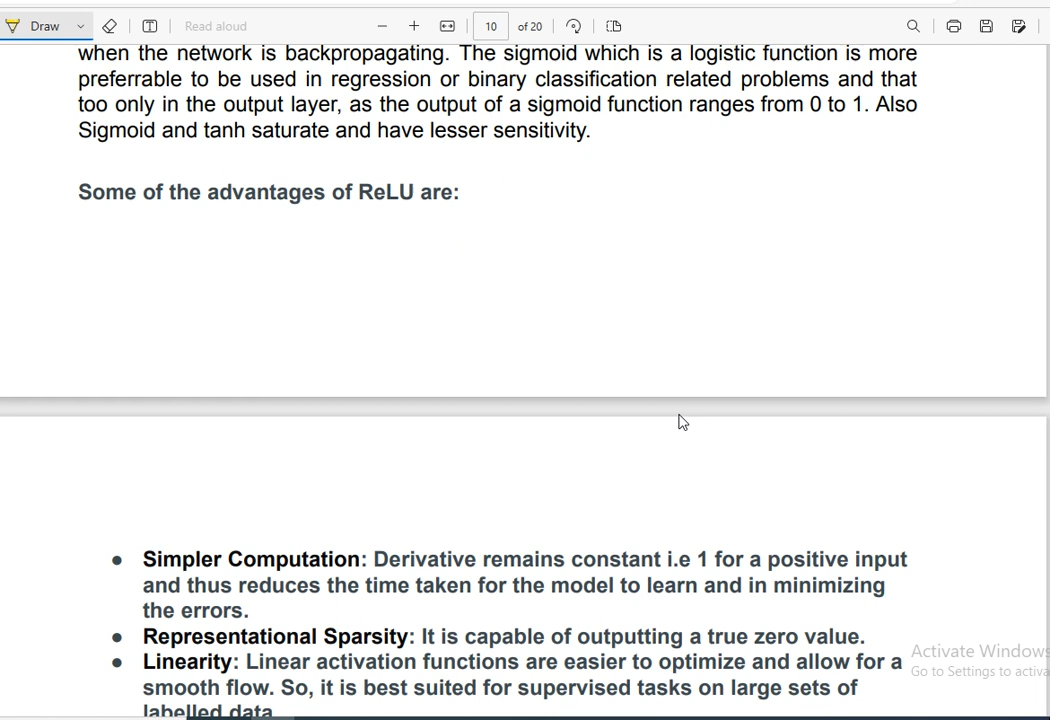 Draw
Read aloud
10 of 20
when the network is backpropagating. The sigmoid which is a logistic function is more
preferrable to be used in regression or binary classification related problems and that
too only in the output layer, as the output of a sigmoid function ranges from 0 to 1. Also
Sigmoid and tanh saturate and have lesser sensitivity.
Some of the advantages of ReLU are:
● Simpler Computation: Derivative remains constant i.e 1 for a positive input
and thus reduces the time taken for the model to learn and in minimizing
the errors.
● Representational Sparsity: It is capable of outputting a true zero value.
● Linearity: Linear activation functions are easier to optimize and allow for a
smooth flow. So, it is best suited for supervised tasks on large sets of
labelled data
Activate Windows
Go to Settings to activa